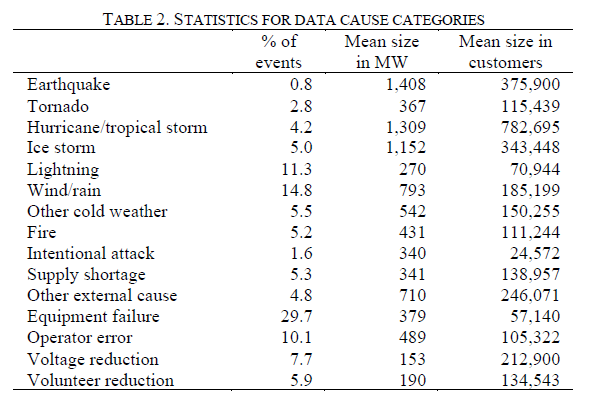 TABLE 2. STATISTICS FOR DATA CAUSE CATEGORIES
% of Mean size Mean size in
events in MW customers
Earthquake 0.8 1,408 375,900
Tornado 2.8 367 115,439
Hurricane/tropical storm 4.2 1,309 782,695
Ice storm 5.0 1,152 343,448
Lightning 11.3 270 70,944
Wind/rain 14.8 793 185,199
Other cold weather 5.5 542 150,255
Fire 5.2 431 111,244
Intentional attack 1.6 340 24,572
Supply shortage 5.3 341 138,957
Other external cause 4.8 710 246,071
Equipment failure 29.7 379 57,140
Operator error 10.1 489 105,322
Voltage reduction 7.7 153 212,900
Volunteer reduction 5.9 190 134,543